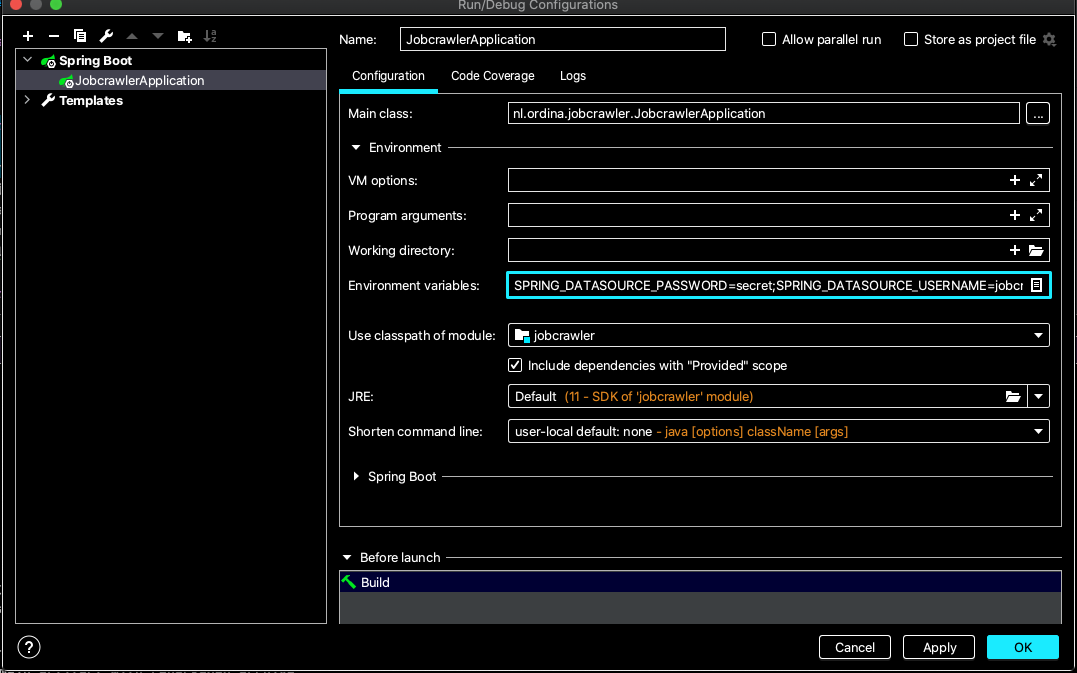 Run/Debug Configurations
Name: JobcrawlerApplication Allow parallel run Store as project file
Spring Boot
JobcrawlerApplication
Templates
Configuration Code Coverage Logs
Main class: nl.ordina.jobcrawler.JobcrawlerApplication ...
Environment
VM options:
Program arguments:
Working directory:
Environment variables: SPRING_DATASOURCE_PASSWORD=secret;SPRING_DATASOURCE_USERNAME=jobcr
Use classpath of module: jobcrawler
Include dependencies with "Provided" scope
JRE: Default (11 - SDK of 'jobcrawler' module)
Shorten command line: user-local default: none - java [options] className [args]
Spring Boot
Before launch
Build
? Cancel Apply OK